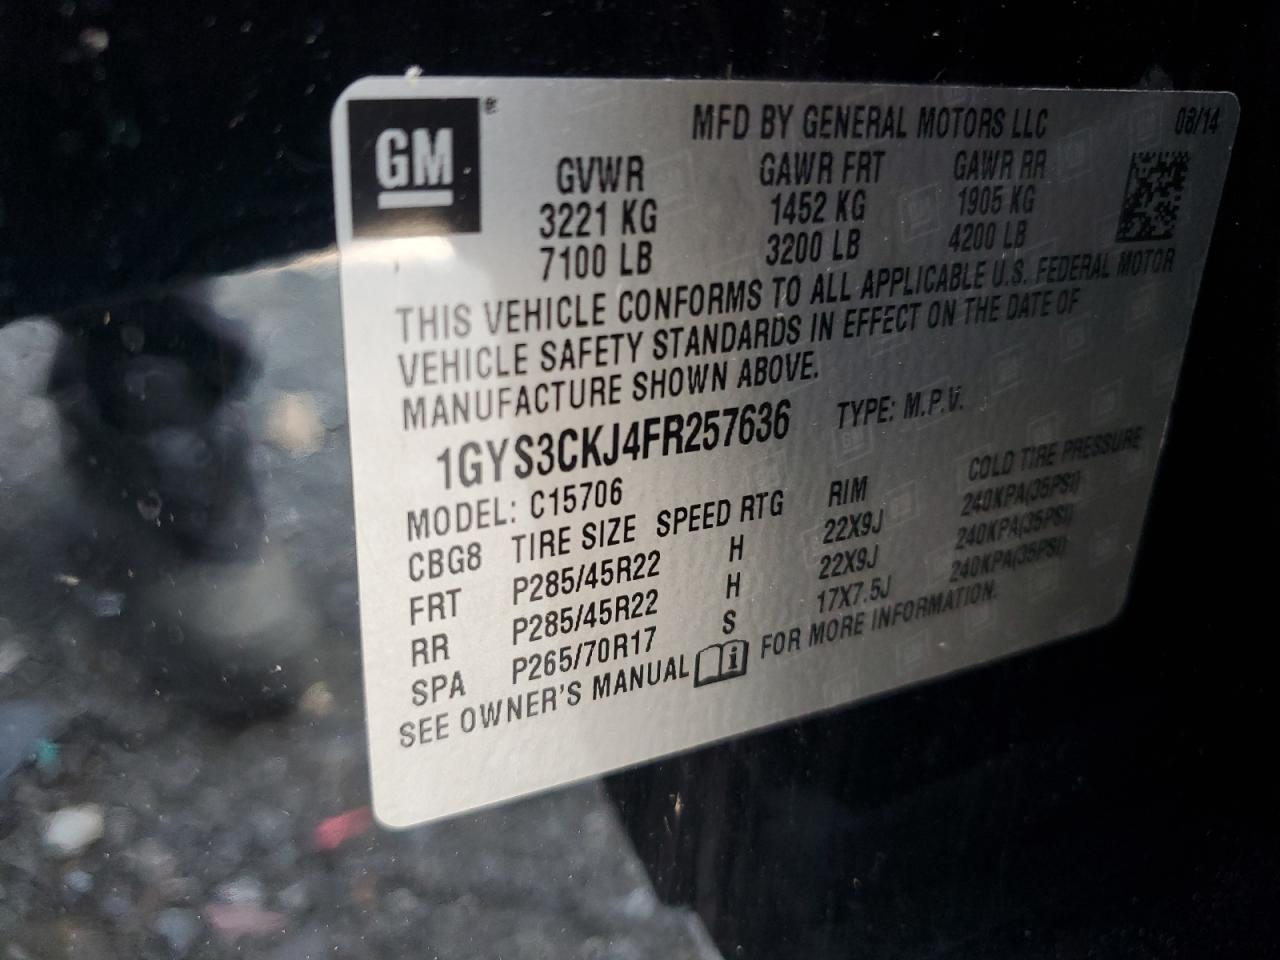 GM®
MFD BY GENERAL MOTORS LLC 08/14
GVWR GAWR FRT GAWR RR
3221 KG 1452 KG 1905 KG
7100 LB 3200 LB 4200 LB
THIS VEHICLE CONFORMS TO ALL APPLICABLE U.S. FEDERAL MOTOR
VEHICLE SAFETY STANDARDS IN EFFECT ON THE DATE OF
MANUFACTURE SHOWN ABOVE.
1GYS3CKJ4FR257636 TYPE: M.P.V.
MODEL: C15706
CBG8 TIRE SIZE SPEED RTG RIM COLD TIRE PRESSURE
FRT P285/45R22 H 22X9J 240KPA(35PSI)
RR P285/45R22 H 22X9J 240KPA(35PSI)
SPA P265/70R17 S 17X7.5J 240KPA(35PSI)
SEE OWNER'S MANUAL i FOR MORE INFORMATION.